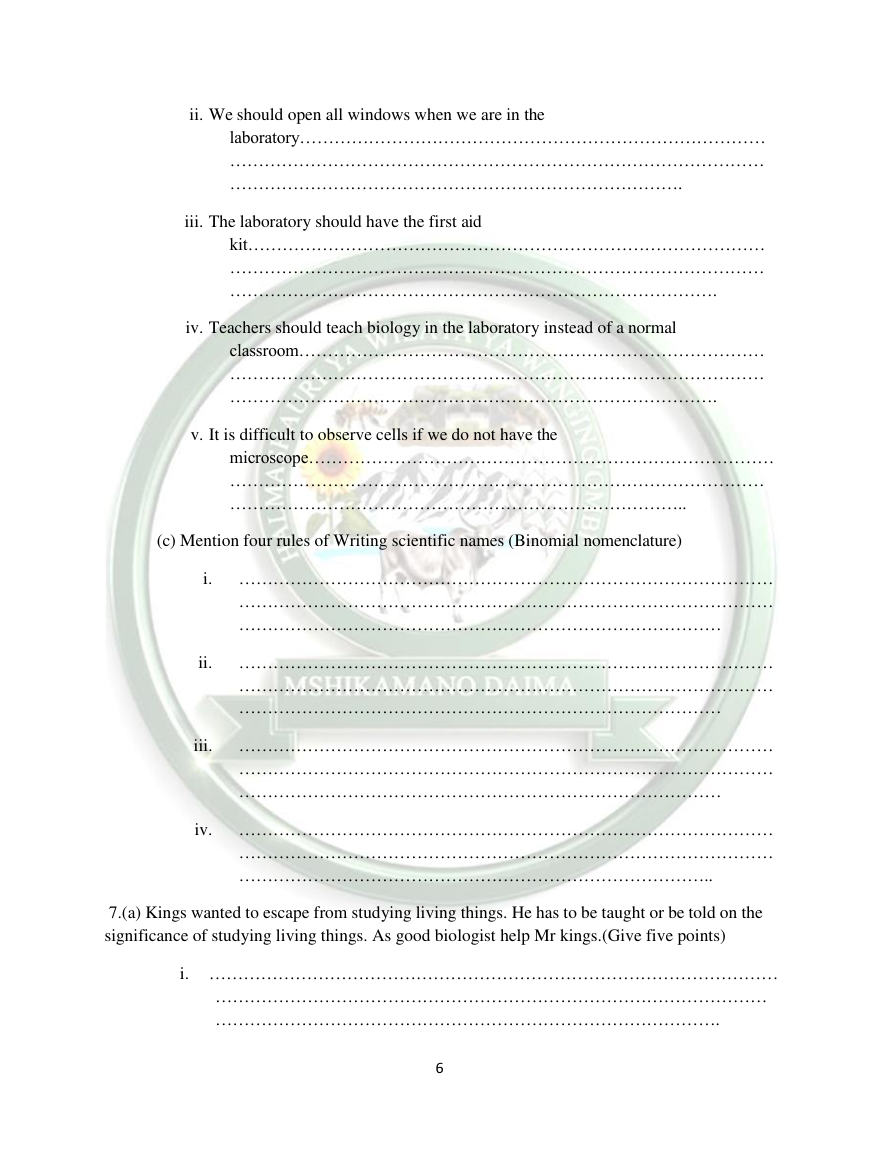 ii. We should open all windows when we are in the
laboratory………………………………………………………………………
…………………………………………………………………………………
…………………………………………………………………….
iii. The laboratory should have the first aid
kit………………………………………………………………………………
…………………………………………………………………………………
………………………………………………………………………….
iv. Teachers should teach biology in the laboratory instead of a normal
classroom………………………………………………………………………
…………………………………………………………………………………
………………………………………………………………………….
v. It is difficult to observe cells if we do not have the
microscope………………………………………………………………………
…………………………………………………………………………………
……………………………………………………………………..
(c) Mention four rules of Writing scientific names (Binomial nomenclature)
i. …………………………………………………………………………………
…………………………………………………………………………………
…………………………………………………………………………
ii. …………………………………………………………………………………
…………………………………………………………………………………
…………………………………………………………………………
MSHIKAMANO DAIMA
iii. …………………………………………………………………………………
…………………………………………………………………………………
…………………………………………………………………………
iv. …………………………………………………………………………………
…………………………………………………………………………………
………………………………………………………………………..
7.(a) Kings wanted to escape from studying living things. He has to be taught or be told on the
significance of studying living things. As good biologist help Mr kings.(Give five points)
i. ………………………………………………………………………………………
……………………………………………………………………………………
…………………………………………………………………………….
6